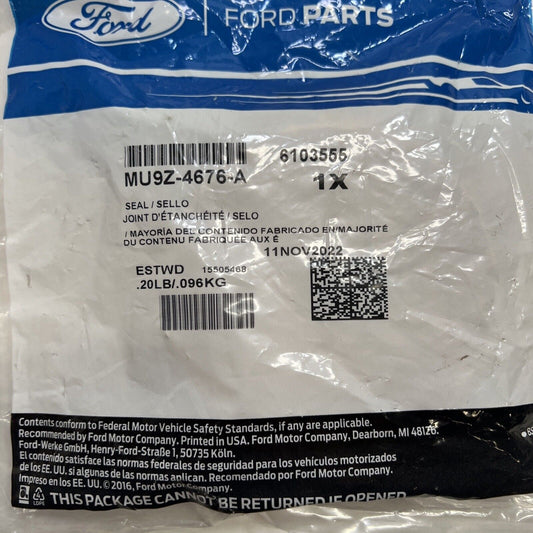 Ford
FORD PARTS
6103555
MU9Z-4676-A
1X
SEAL / SELLO
JOINT D'ÉTANCHÉITÉ / SELO
/ MAYORÍA DEL CONTENIDO FABRICADO EN/MAJORITÉ
DU CONTENU FABRIQUÉE AUX É
11NOV2022
ESTWD 15505468
.20LB/.096KG
Contents conform to Federal Motor Vehicle Safety Standards, if any are applicable.
Recommended by Ford Motor Company. Printed in USA. Ford Motor Company, Dearborn, MI 48126.
Ford-Werke GmbH, Henry-Ford-Straße 1, 50735 Köln.
El contenido satisface las normas federales de seguridad para los vehículos motorizados
de los EE. UU. si algunas de las normas aplican. Recomendado por Ford Motor Company.
Impreso en los EE. UU. © 2016, Ford Motor Company.
LDPE
THIS PACKAGE CANNOT BE RETURNED IF OPENED